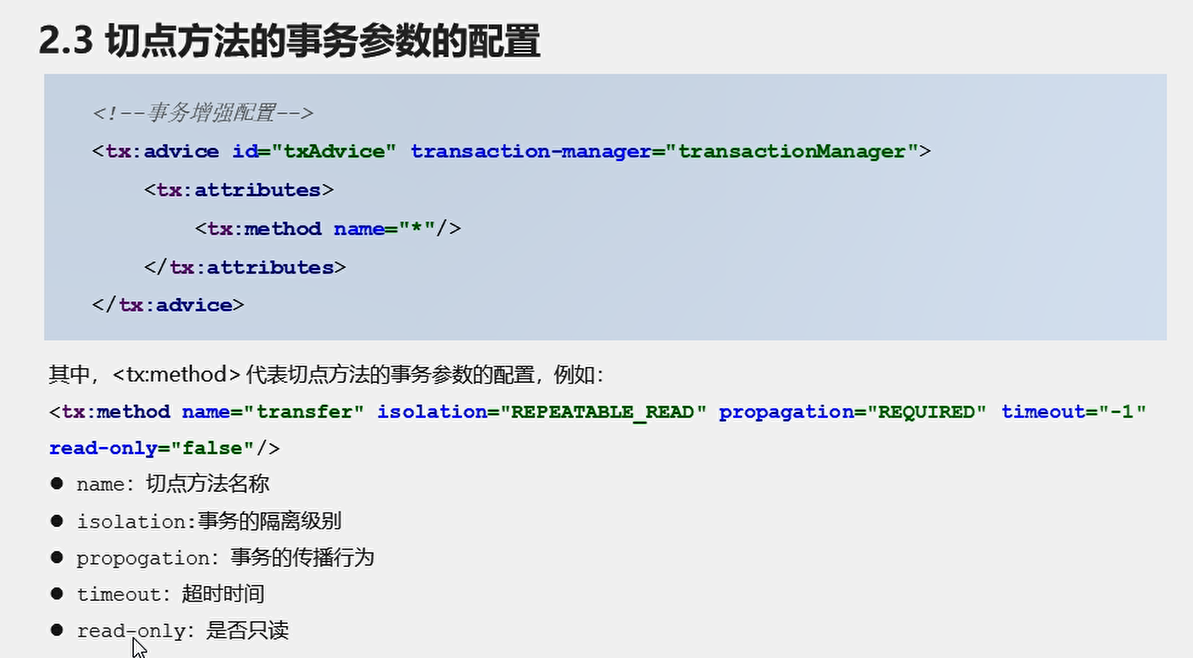 2.3 切点方法的事务参数的配置
<!--事务增强配置-->
<tx:advice id="txAdvice" transaction-manager="transactionManager">
<tx:attributes>
<tx:method name="*"/>
</tx:attributes>
</tx:advice>
其中，<tx:method> 代表切点方法的事务参数的配置，例如：
<tx:method name="transfer" isolation="REPEATABLE_READ" propagation="REQUIRED" timeout="-1"
read-only="false"/>
● name：切点方法名称
● isolation:事务的隔离级别
● propogation：事务的传播行为
● timeout：超时时间
● read-only：是否只读